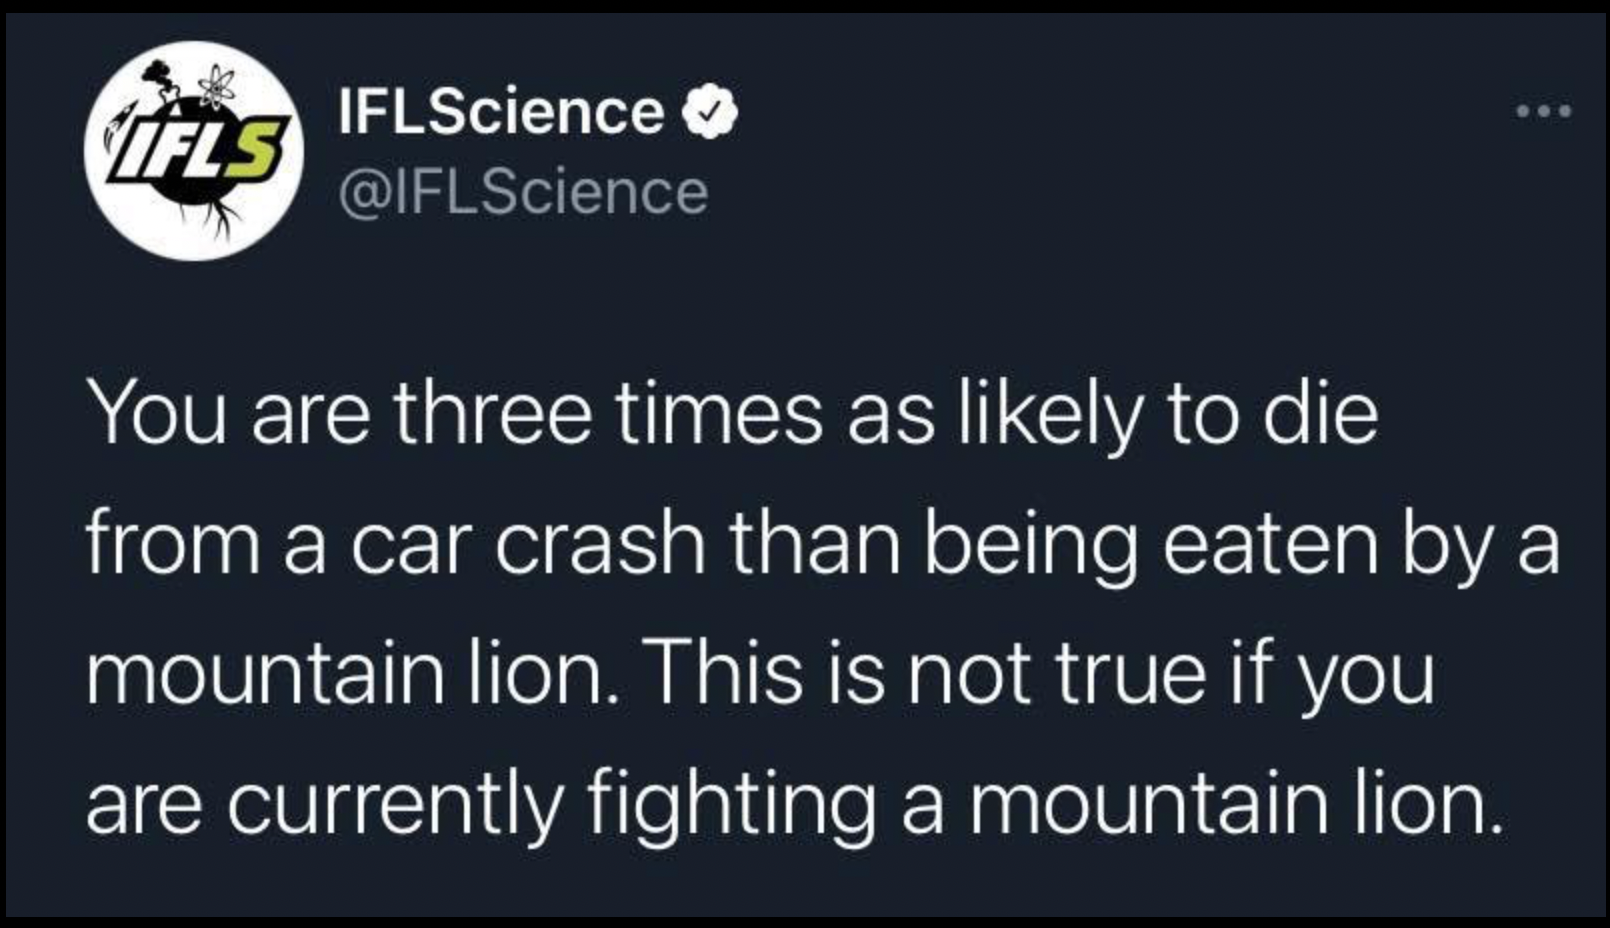 IFLS
IFLScience
@IFLScience
You are three times as likely to die
from a car crash than being eaten by a
mountain lion. This is not true if you
are currently fighting a mountain lion.